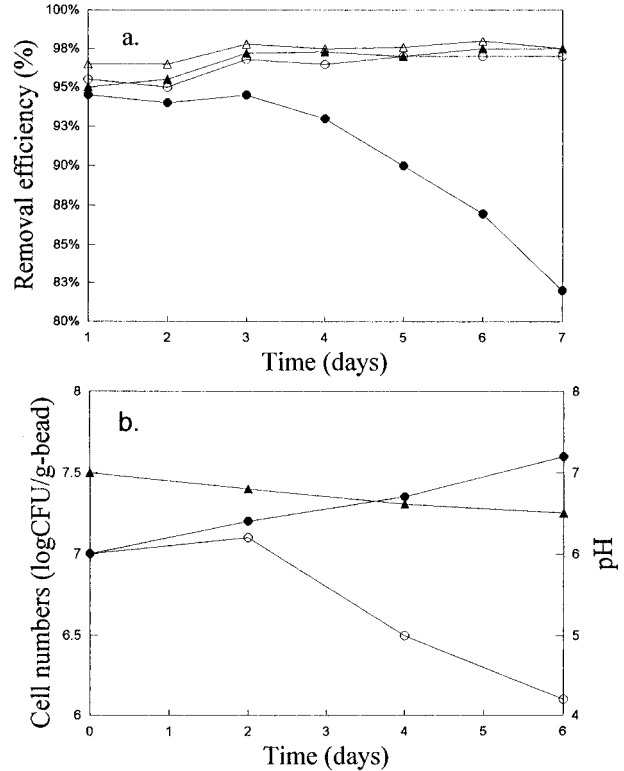 a.
Removal efficiency (%)
100%
98%
95%
93%
90%
88%
85%
83%
80%
1 2 3 4 5 6 7
Time (days)
b.
Cell numbers (logCFU/g-bead)
8
7.5
7
6.5
6
pH
8
7
6
5
4
0 1 2 3 4 5 6
Time (days)